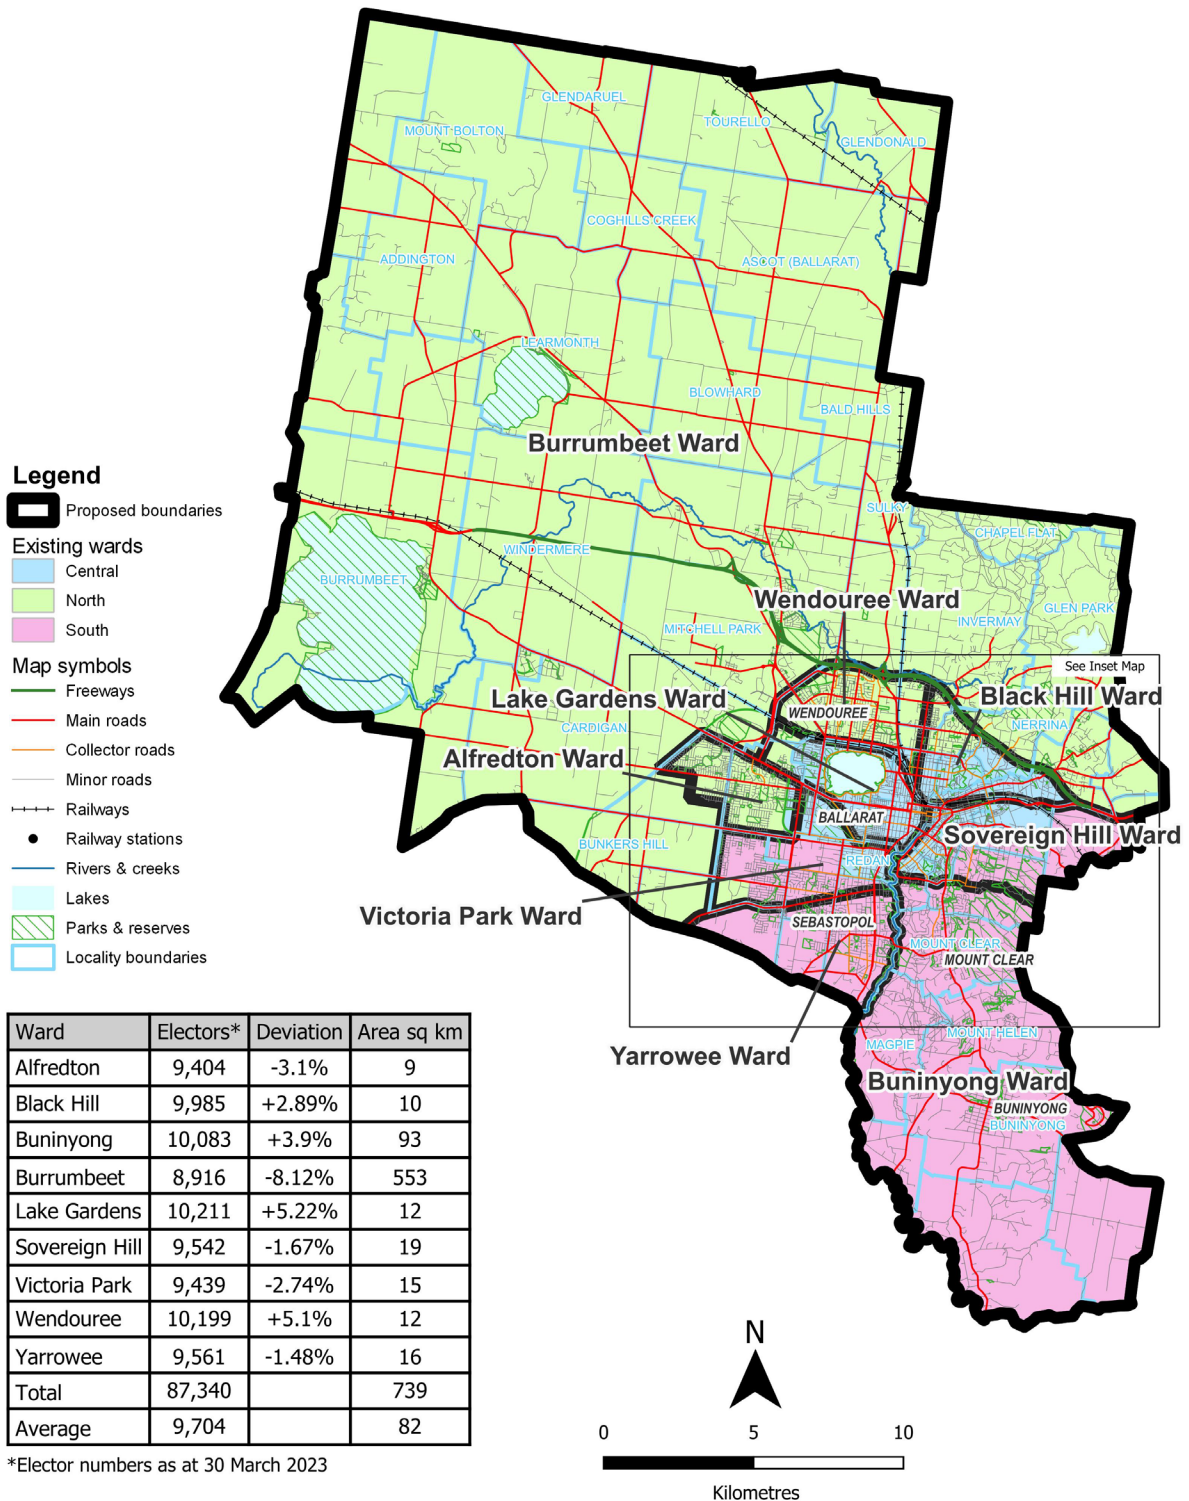 GLENDARUEL
MOUNT BOLTON
TOURELLO
GLENDONALD
COGHILLS CREEK
ADDINGTON
ASCOT (BALLARAT)
LEARMONTH
BLOWHARD
BALD HILLS
Burrumbeet Ward
SULKY
CHAPEL FLAT
WINDERMERE
BURRUMBEET
Wendouree Ward
GLEN PARK
INVERMAY
MITCHELL PARK
See Inset Map
Lake Gardens Ward
Black Hill Ward
WENDOUREE
NERRINA
CARDIGAN
Alfredton Ward
BALLARAT
Sovereign Hill Ward
BUNKERS HILL
REDAN
Victoria Park Ward
SEBASTOPOL
MOUNT CLEAR
MOUNT CLEAR
MOUNT HELEN
MAGPIE
Yarrowee Ward
Buninyong Ward
BUNINYONG
BUNINYONG
Legend
Proposed boundaries
Existing wards
Central
North
South
Map symbols
Freeways
Main roads
Collector roads
Minor roads
Railways
Railway stations
Rivers & creeks
Lakes
Parks & reserves
Locality boundaries
Ward Electors* Deviation Area sq km
Alfredton 9,404 -3.1% 9
Black Hill 9,985 +2.89% 10
Buninyong 10,083 +3.9% 93
Burrumbeet 8,916 -8.12% 553
Lake Gardens 10,211 +5.22% 12
Sovereign Hill 9,542 -1.67% 19
Victoria Park 9,439 -2.74% 15
Wendouree 10,199 +5.1% 12
Yarrowee 9,561 -1.48% 16
Total 87,340 739
Average 9,704 82
*Elector numbers as at 30 March 2023
N
0 5 10
Kilometres